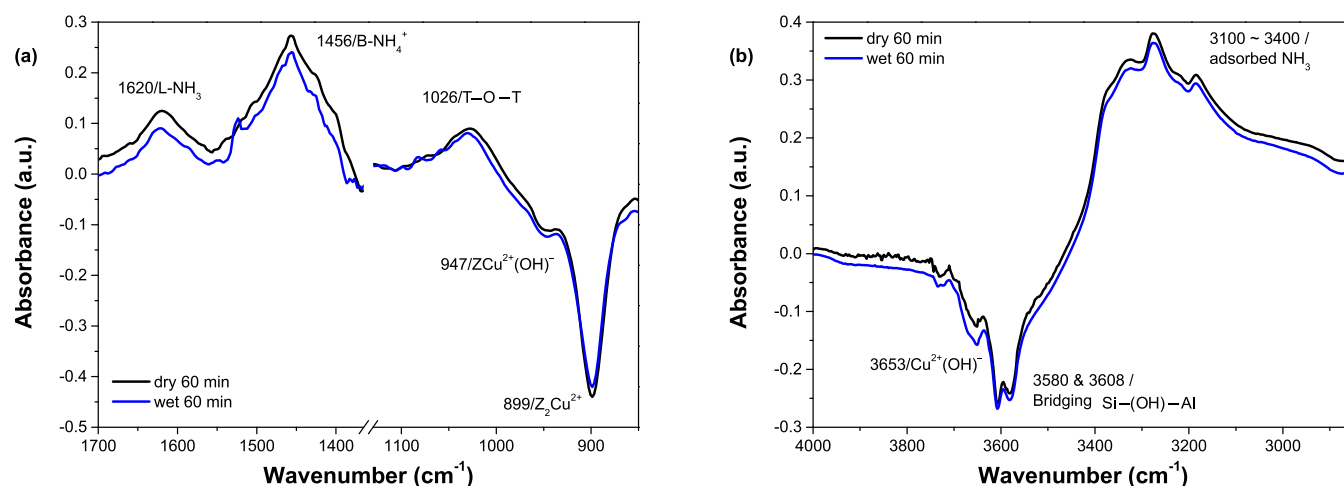 (a)
0.3
0.2
0.1
0.0
-0.1
-0.2
-0.3
-0.4
-0.5
Absorbance (a.u.)
1456/B-NH₄⁺
1620/L-NH₃
1026/T–O–T
947/ZCu²⁺(OH)⁻
899/Z₂Cu²⁺
dry 60 min
wet 60 min
1700
1600
1500
1400
1100
1000
900
Wavenumber (cm⁻¹)
(b)
0.4
0.3
0.2
0.1
0.0
-0.1
-0.2
-0.3
Absorbance (a.u.)
dry 60 min
wet 60 min
3100 ~ 3400 /
adsorbed NH₃
3653/Cu²⁺(OH)⁻
3580 & 3608 /
Bridging Si–(OH)–Al
4000
3800
3600
3400
3200
3000
Wavenumber (cm⁻¹)